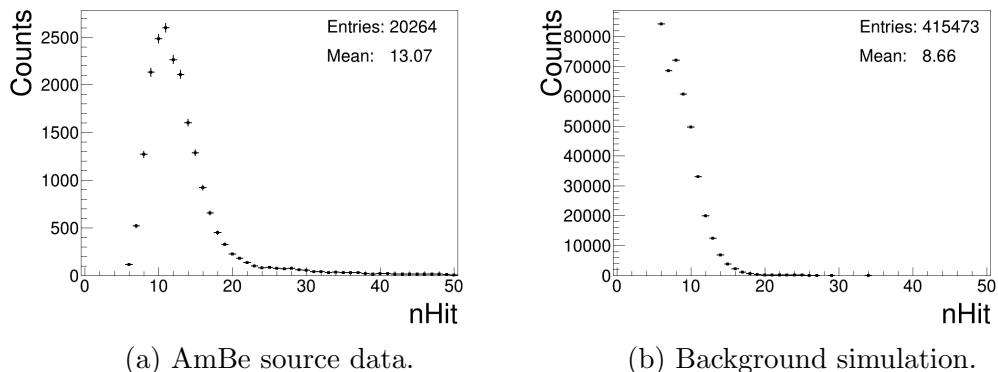 Entries: 20264
Mean: 13.07
Counts
2500
2000
1500
1000
500
0
0 10 20 30 40 50
nHit
(a) AmBe source data.
Entries: 415473
Mean: 8.66
Counts
80000
70000
60000
50000
40000
30000
20000
10000
0
0 10 20 30 40 50
nHit
(b) Background simulation.